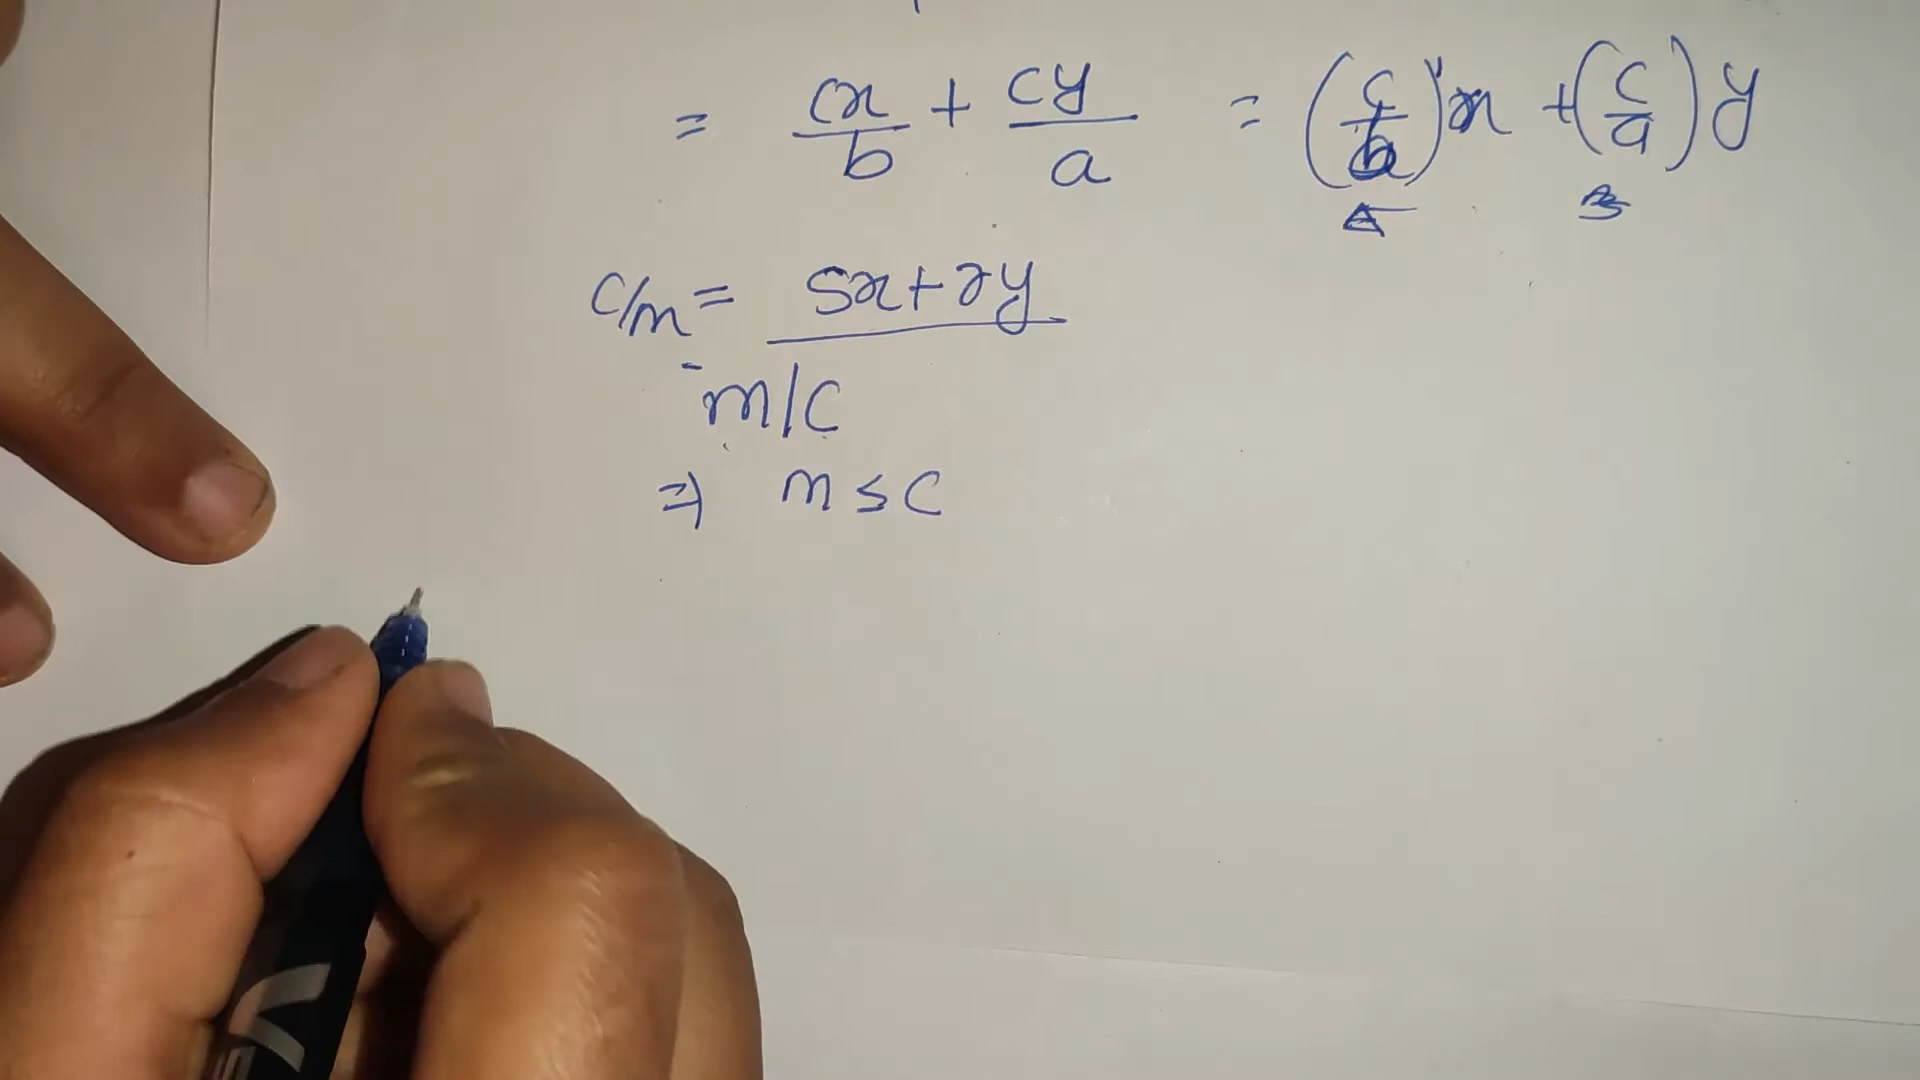 = cx/b + cy/a = (c/b)x + (c/a)y
c/m = sx+ry
m|c
⇒ m ≤ c